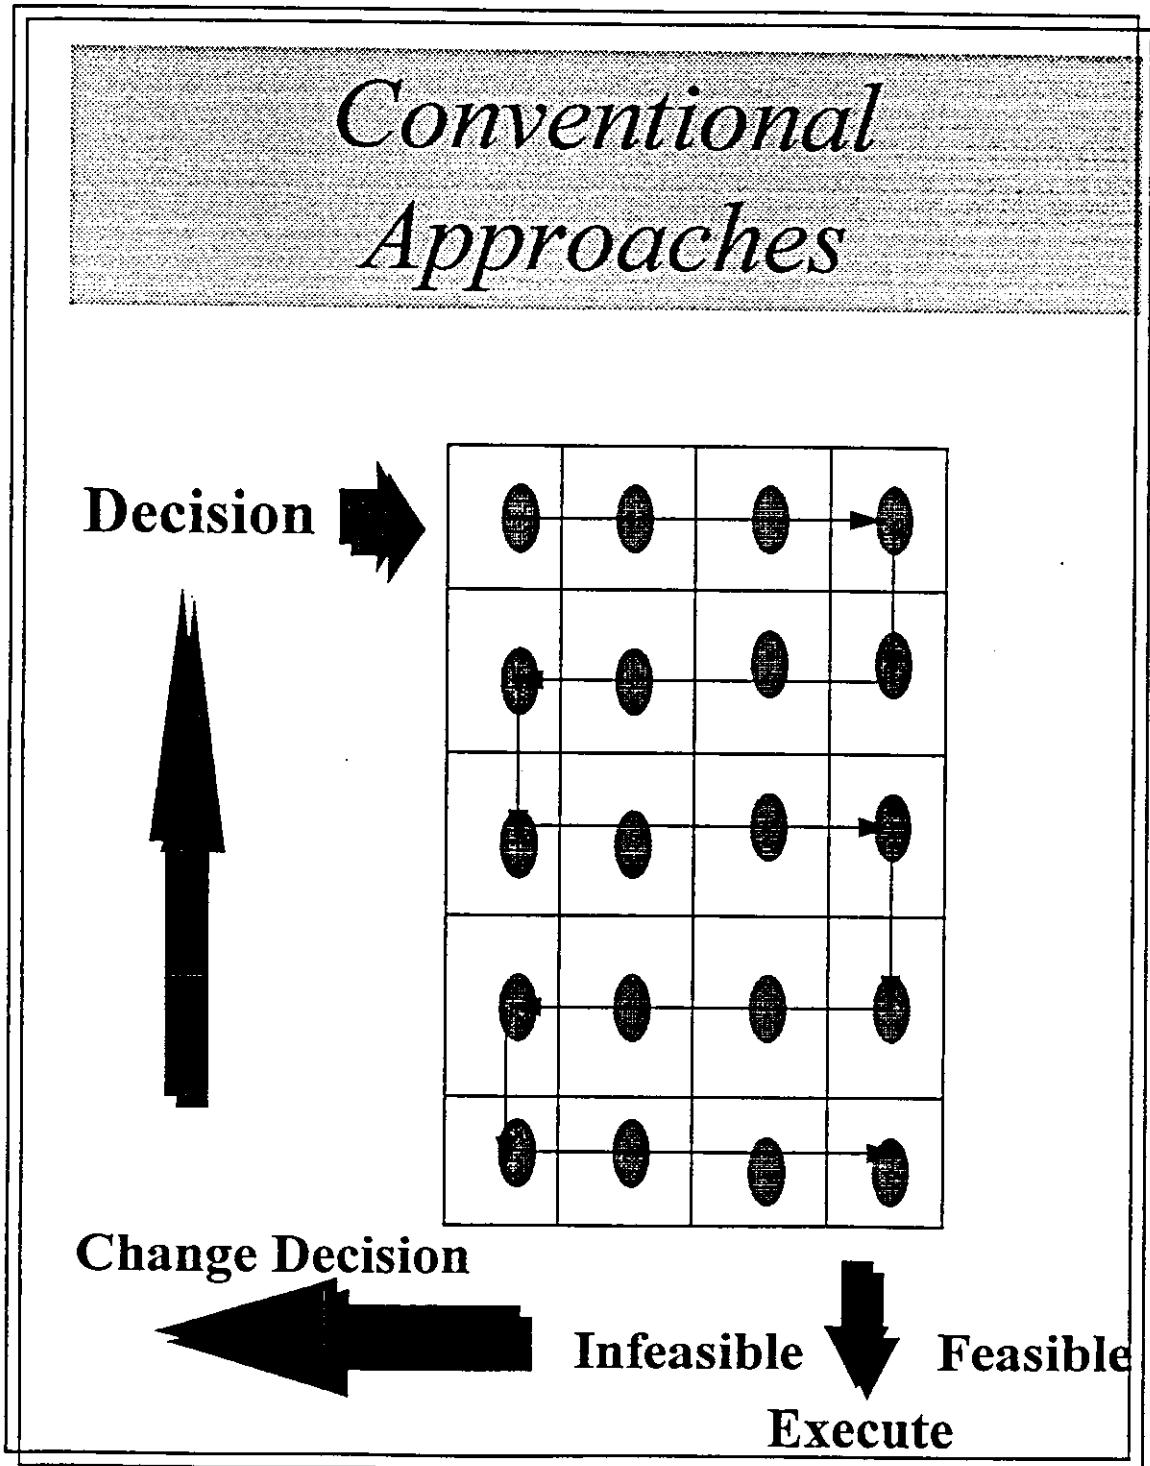 Conventional
Approaches
Decision
Change Decision
Infeasible
Feasible
Execute